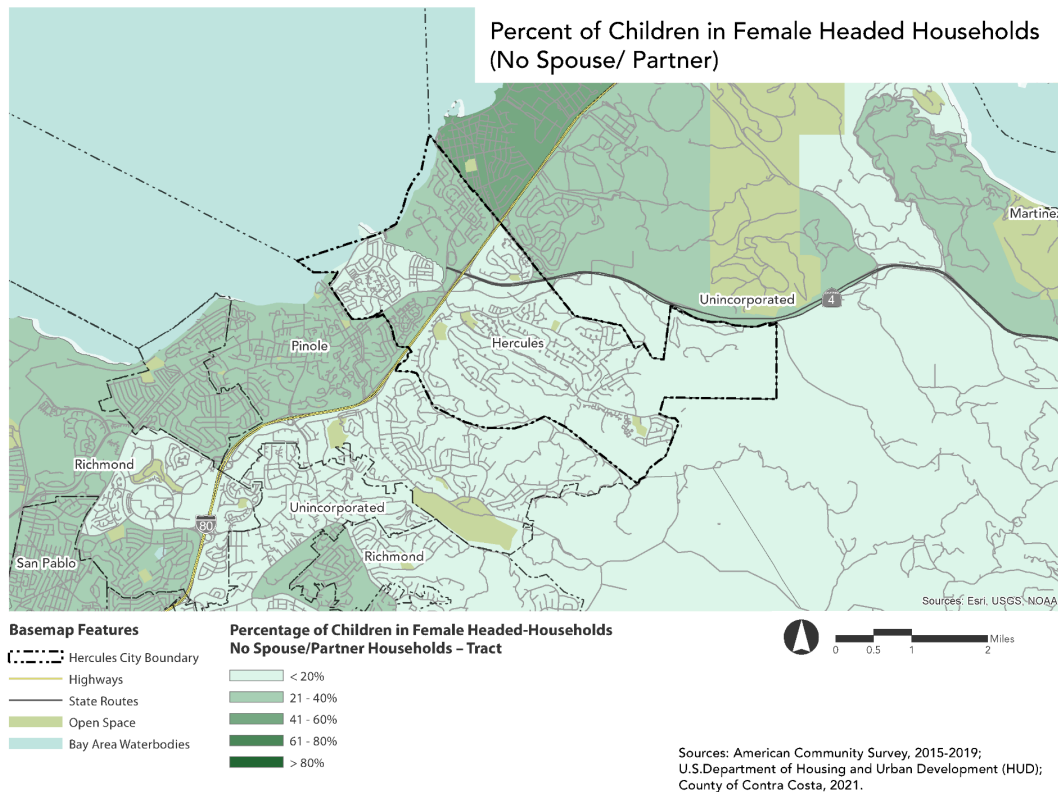 Percent of Children in Female Headed Households
(No Spouse/ Partner)
Martinez
Unincorporated
4
Pinole
Hercules
Richmond
Unincorporated
80
Richmond
San Pablo
Sources: Esri, USGS, NOAA
Basemap Features
Hercules City Boundary
Highways
State Routes
Open Space
Bay Area Waterbodies
Percentage of Children in Female Headed-Households
No Spouse/Partner Households – Tract
< 20%
21 - 40%
41 - 60%
61 - 80%
> 80%
Miles
0 0.5 1 2
Sources: American Community Survey, 2015-2019;
U.S.Department of Housing and Urban Development (HUD);
County of Contra Costa, 2021.